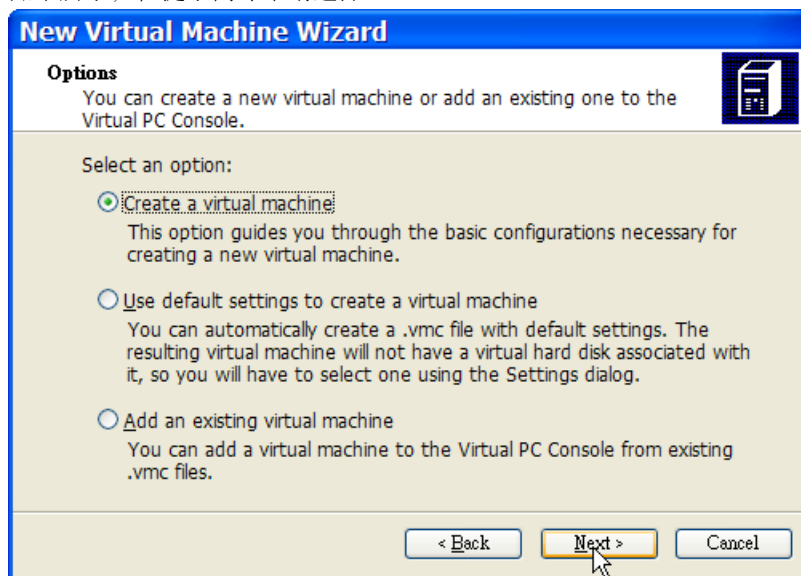 New Virtual Machine Wizard
Options
You can create a new virtual machine or add an existing one to the
Virtual PC Console.
Select an option:
Create a virtual machine
This option guides you through the basic configurations necessary for
creating a new virtual machine.
Use default settings to create a virtual machine
You can automatically create a .vmc file with default settings. The
resulting virtual machine will not have a virtual hard disk associated with
it, so you will have to select one using the Settings dialog.
Add an existing virtual machine
You can add a virtual machine to the Virtual PC Console from existing
.vmc files.
< Back Next > Cancel